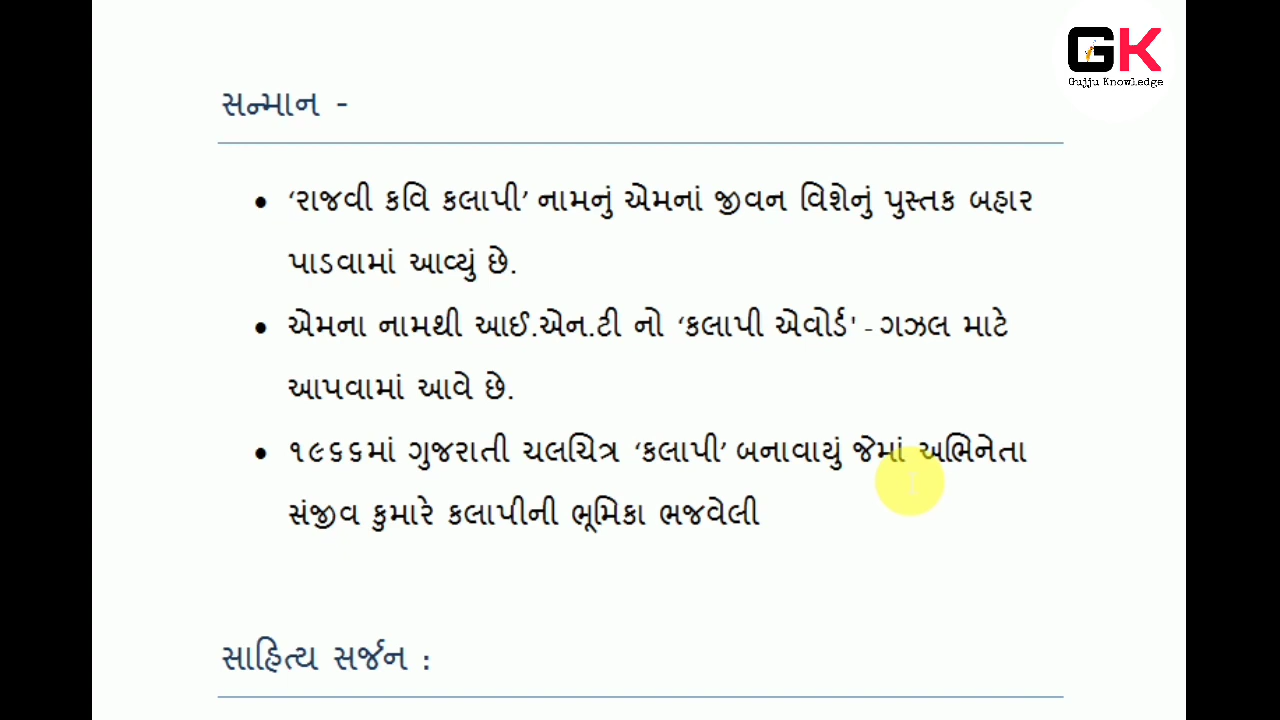 GK
Gujju Knowledge
સન્માન -
• ‘રાજવી કવિ કલાપી’ નામનું એમનાં જીવન વિશેનું પુસ્તક બહાર
પાડવામાં આવ્યું છે.
• એમના નામથી આઈ.એન.ટી નો ‘કલાપી એવોર્ડ' - ગઝલ માટે
આપવામાં આવે છે.
• ૧૯૬૬માં ગુજરાતી ચલચિત્ર ‘કલાપી’ બનાવાયું જેમાં અભિનેતા
સંજીવ કુમારે કલાપીની ભૂમિકા ભજવેલી
સાહિત્ય સર્જન :